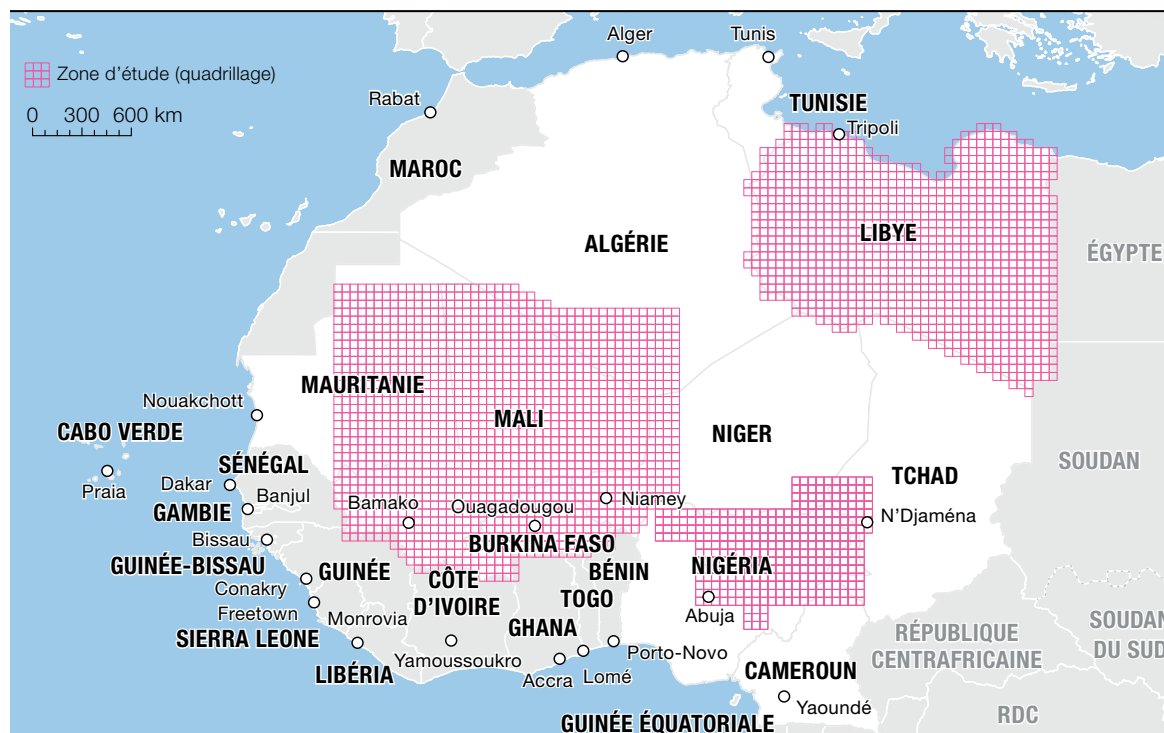 Alger
Tunis
Zone d'étude (quadrillage)
0 300 600 km
Rabat
TUNISIE
Tripoli
MAROC
ALGÉRIE
LIBYE
ÉGYPTE
MAURITANIE
Nouakchott
MALI
CABO VERDE
NIGER
SÉNÉGAL
TCHAD
SOUDAN
Praia
Dakar
Banjul
Bamako
Ouagadougou
Niamey
GAMBIE
N'Djaména
Bissau
BURKINA FASO
GUINÉE-BISSAU
GUINÉE
CÔTE
D'IVOIRE
BÉNIN
NIGÉRIA
Conakry
Freetown
TOGO
Abuja
Monrovia
GHANA
SIERRA LEONE
RÉPUBLIQUE
CENTRAFRICAINE
SOUDAN
DU SUD
LIBÉRIA
Yamoussoukro
Porto-Novo
Accra
Lomé
CAMEROUN
Yaoundé
GUINÉE ÉQUATORIALE
RDC